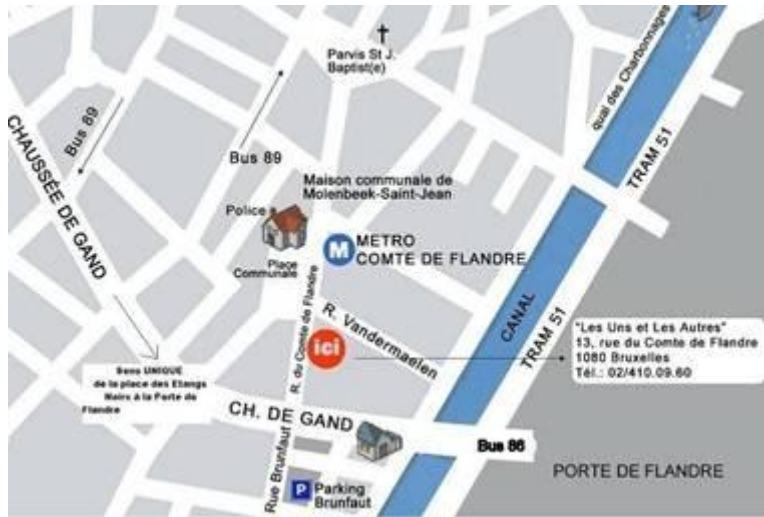 Parvis St J.
Baptist(e)
quai des Charbonnages
Bus 89
Bus 89
TRAM 51
CHAUSSÉE DE GAND
Maison communale de
Molenbeek-Saint-Jean
Police
M
METRO
COMTE DE FLANDRE
Place
Communale
R. du Comte de Flandre
R. Vandermaelen
CANAL
TRAM 51
ici
"Les Uns et Les Autres"
13, rue du Comte de Flandre
1080 Bruxelles
Tél.: 02/410.09.60
Sens UNIQUE
de la place des Etangs
Noirs à la Porte de
Flandre
CH. DE GAND
Bus 86
PORTE DE FLANDRE
Rue Brunfaut
P
Parking
Brunfaut